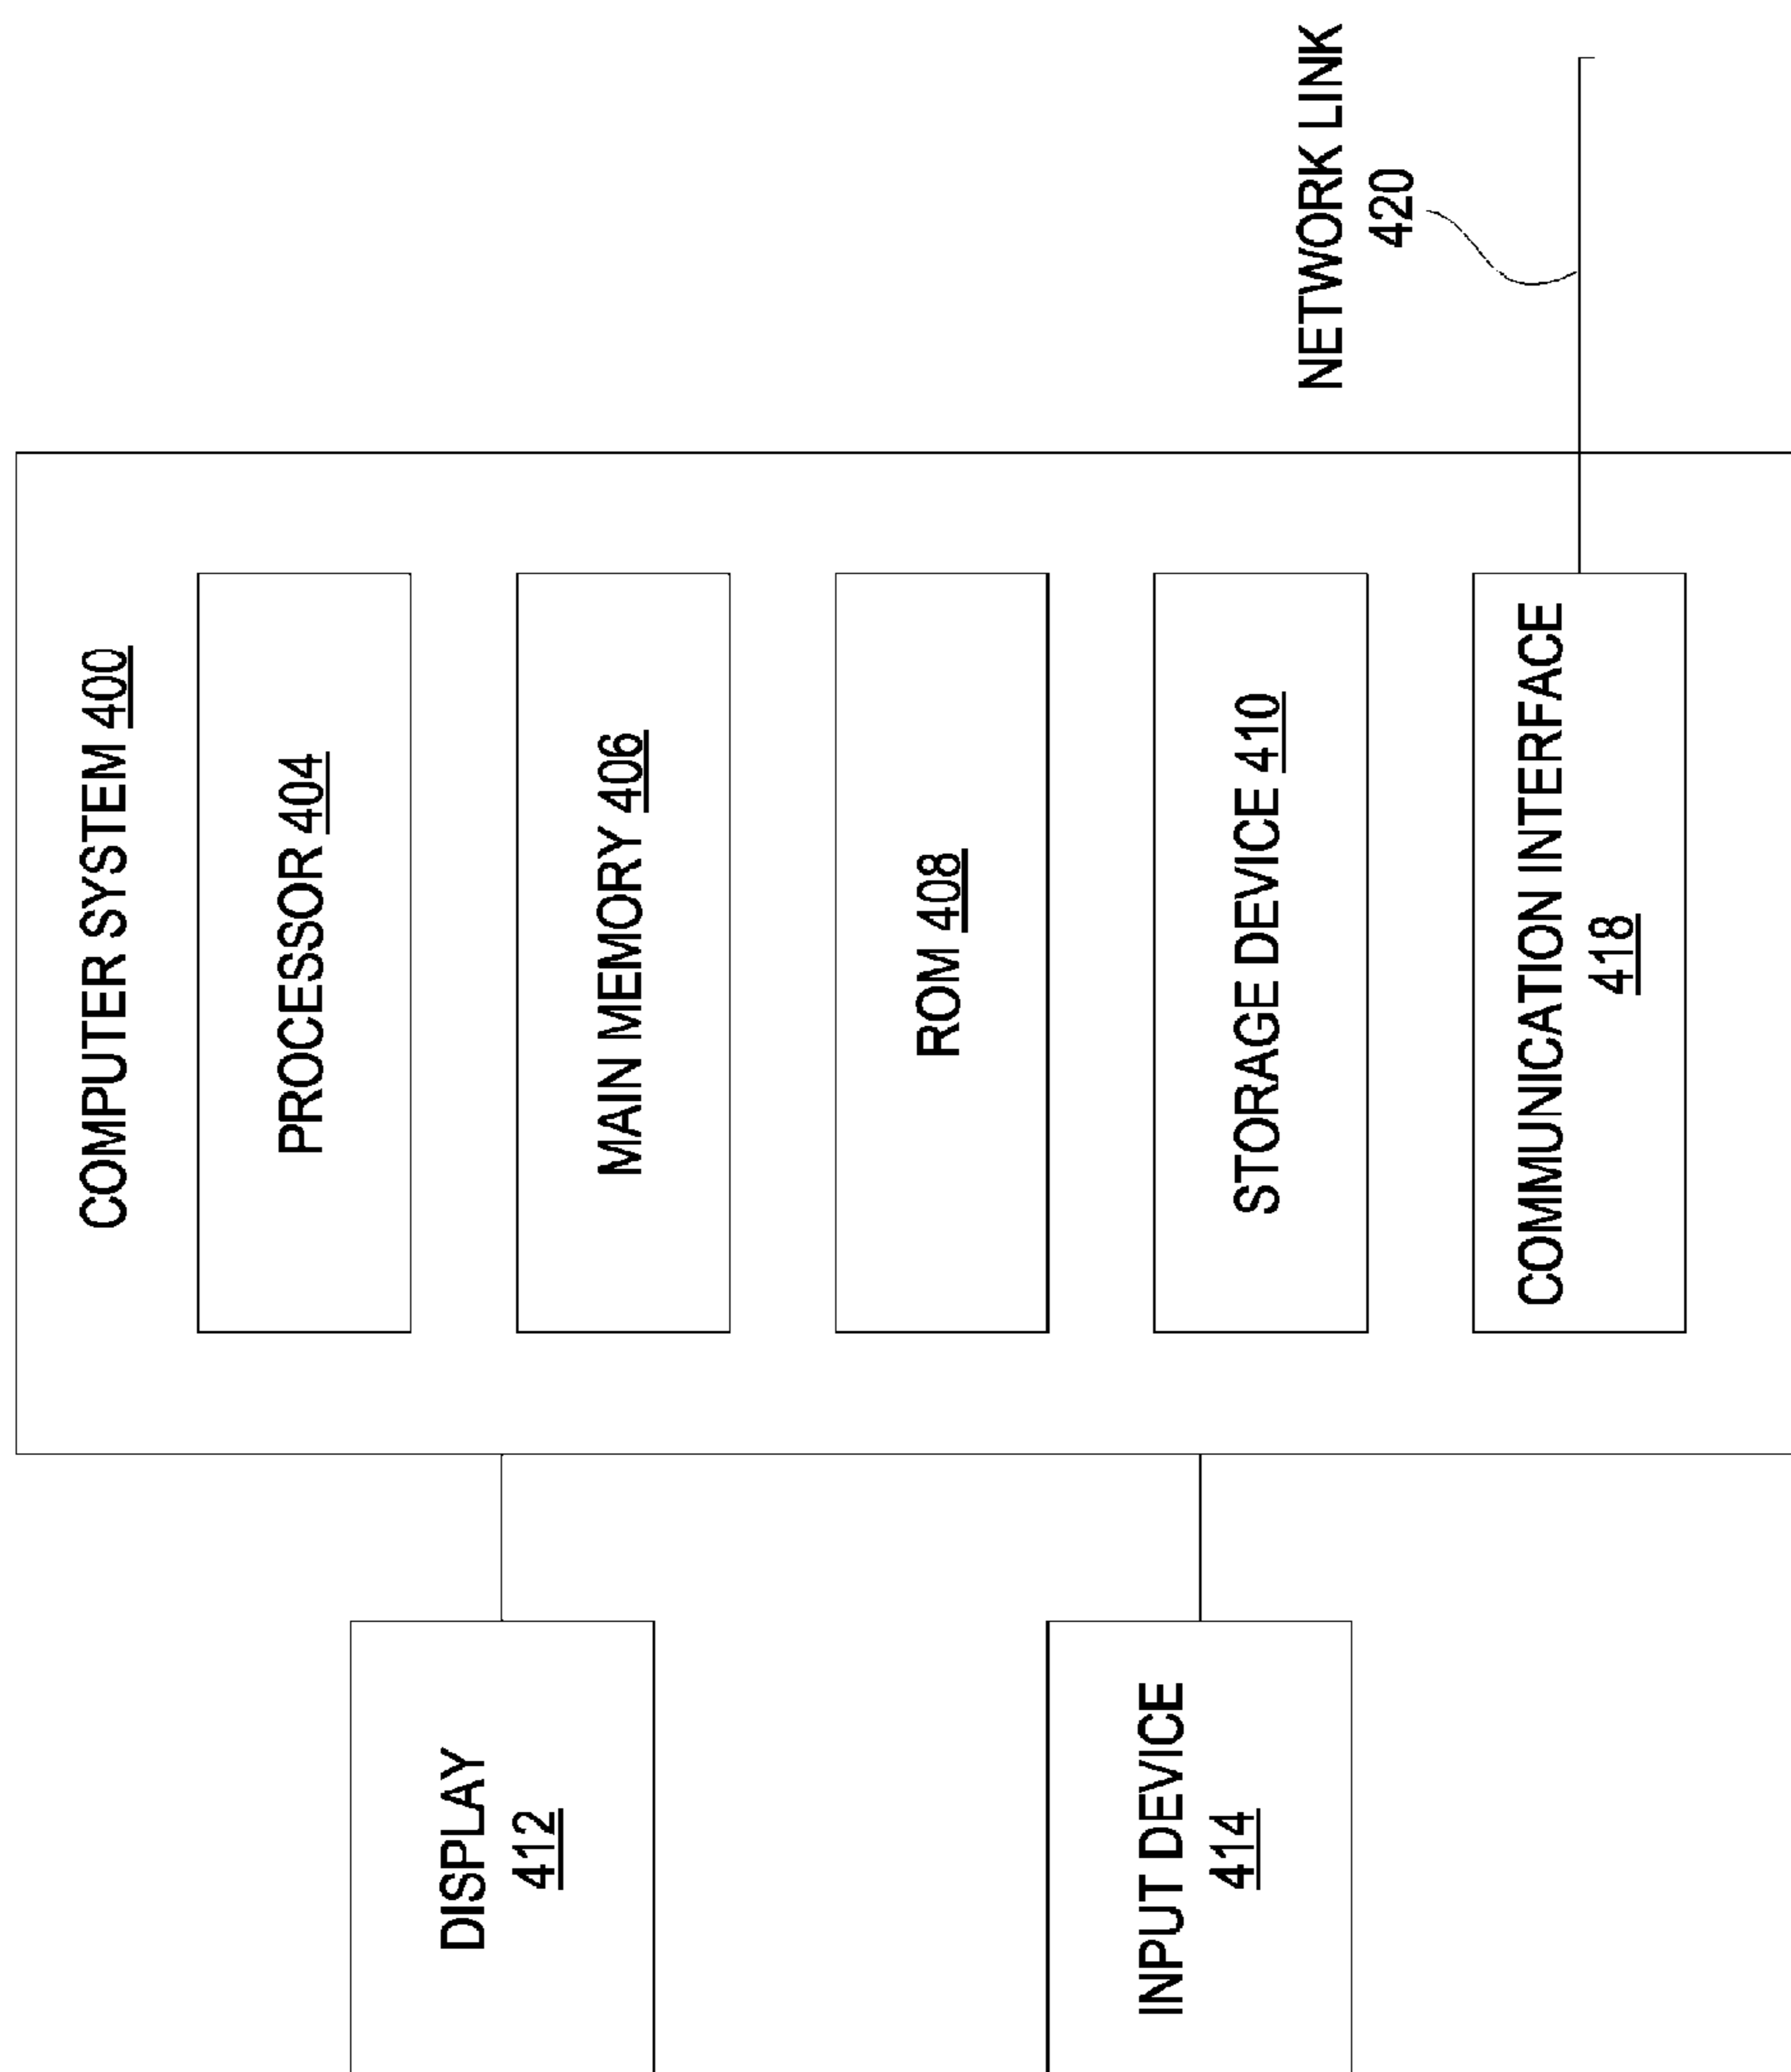 COMPUTER SYSTEM 400
DISPLAY
412
PROCESSOR 404
MAIN MEMORY 406
ROM 408
INPUT DEVICE
414
STORAGE DEVICE 410
NETWORK LINK
420
COMMUNICATION INTERFACE
418